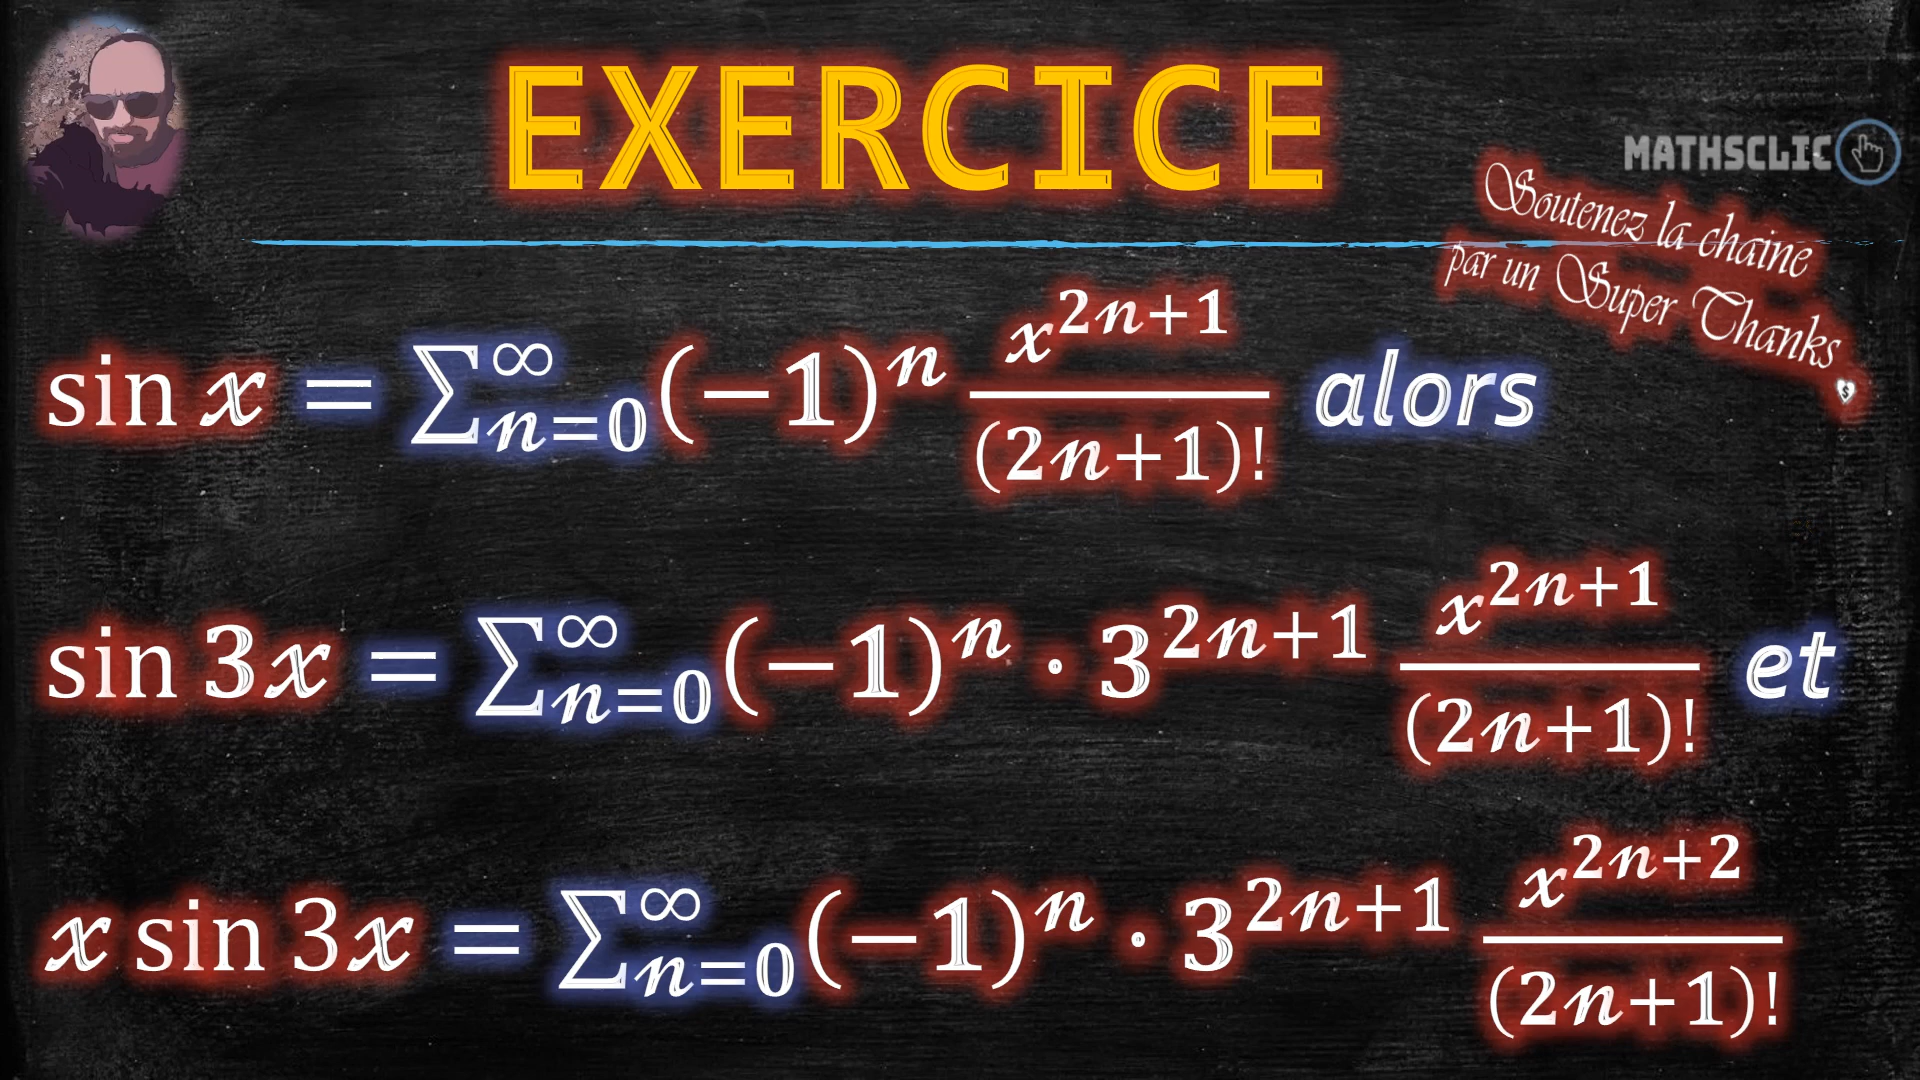 EXERCICE
MATHSCLIC
Soutenez la chaine
par un Super Thanks
sin x = ∑_{n=0}^{∞} (−1)^n x^{2n+1}/(2n+1)! alors
sin 3x = ∑_{n=0}^{∞} (−1)^n · 3^{2n+1} x^{2n+1}/(2n+1)! et
x sin 3x = ∑_{n=0}^{∞} (−1)^n · 3^{2n+1} x^{2n+2}/(2n+1)!